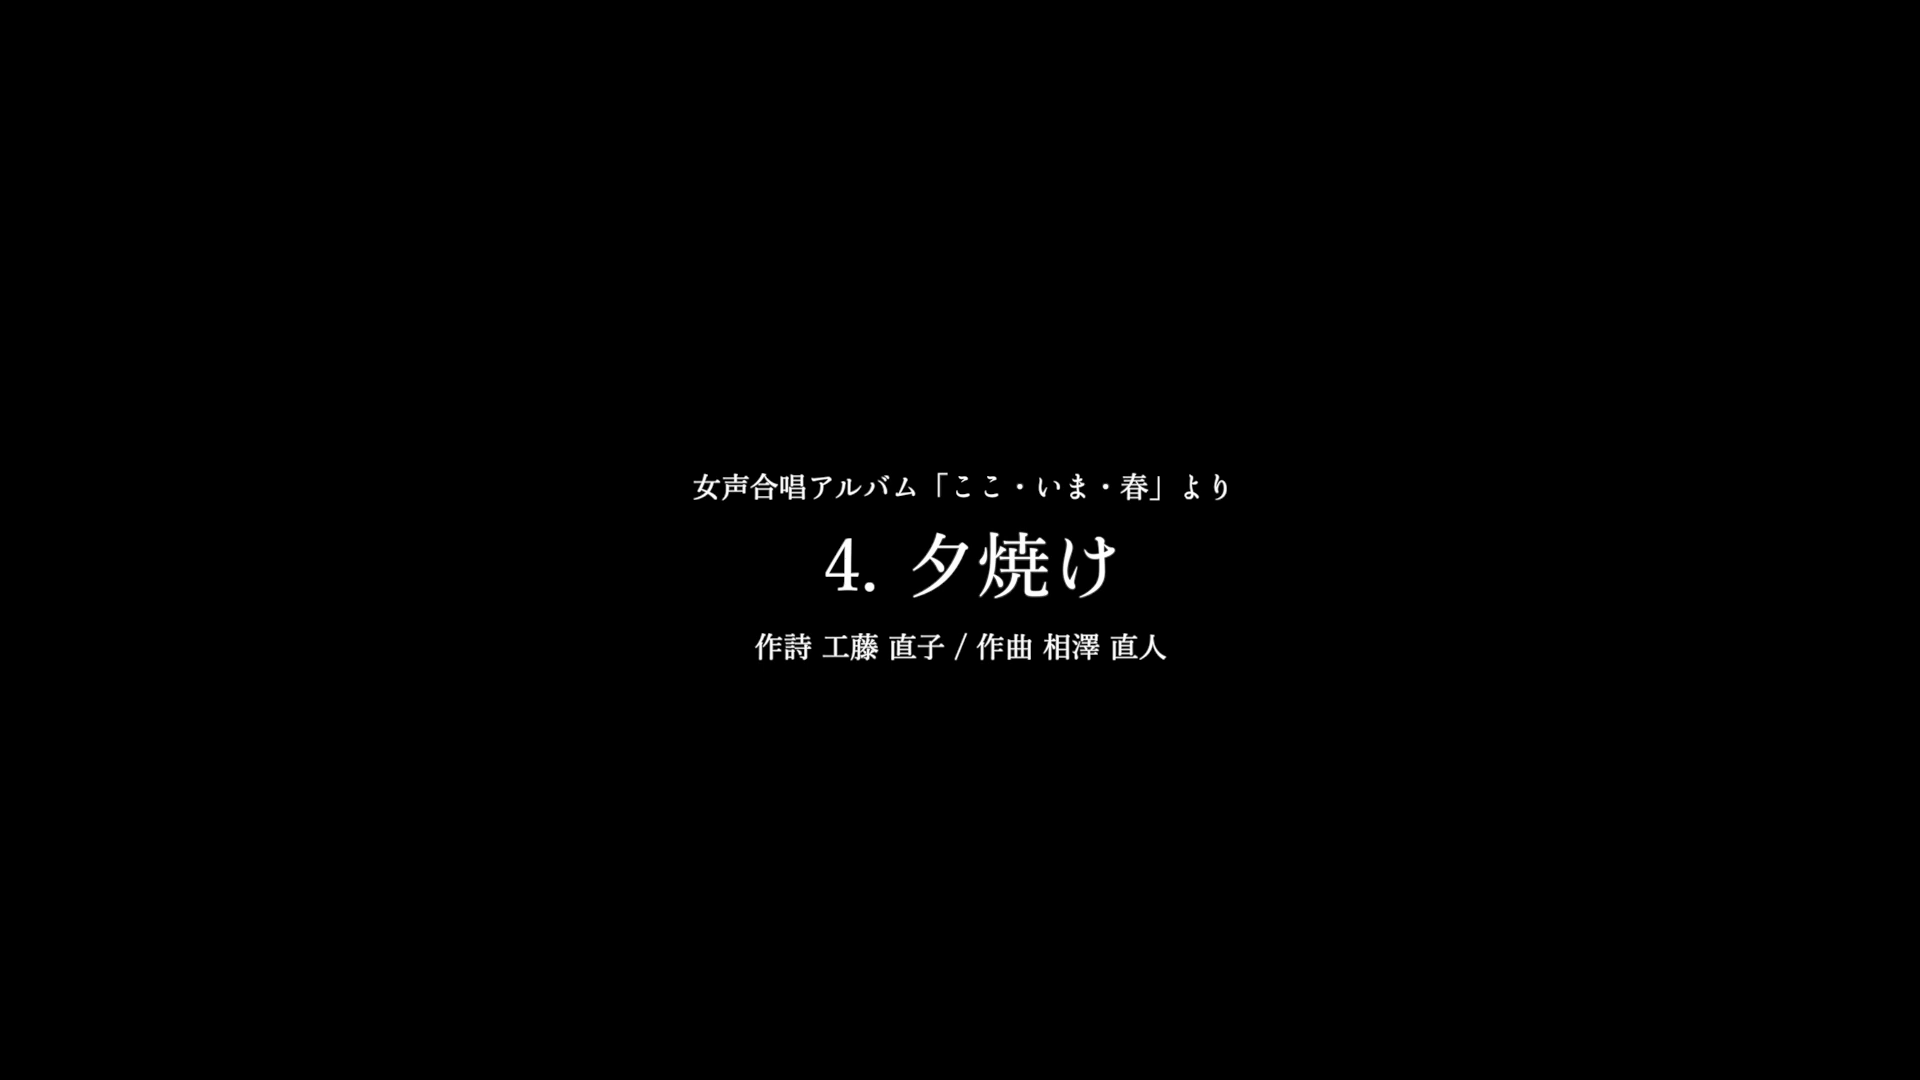 女声合唱アルバム「ここ・いま・春」より
4. 夕焼け
作詩 工藤 直子 / 作曲 相澤 直人